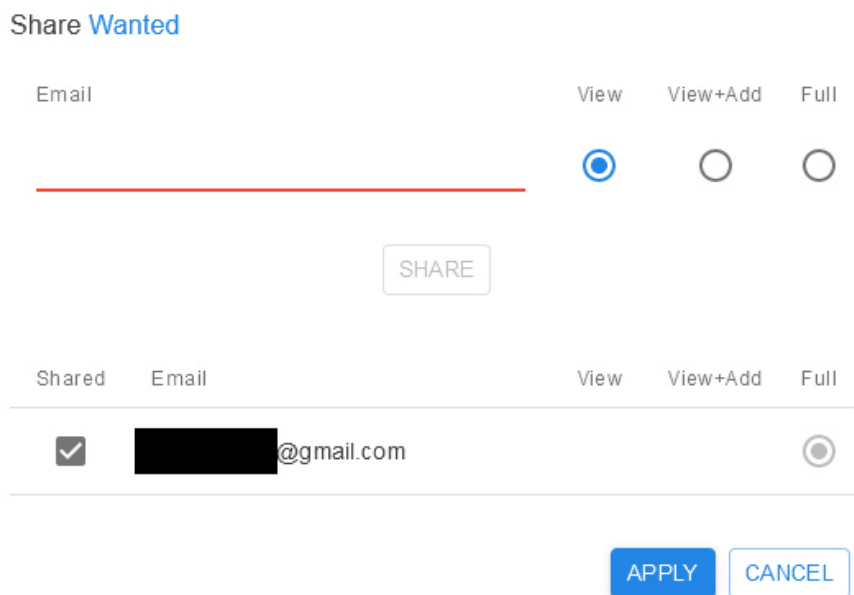 Share Wanted
Email View View+Add Full
SHARE
Shared Email View View+Add Full
@gmail.com
APPLY CANCEL